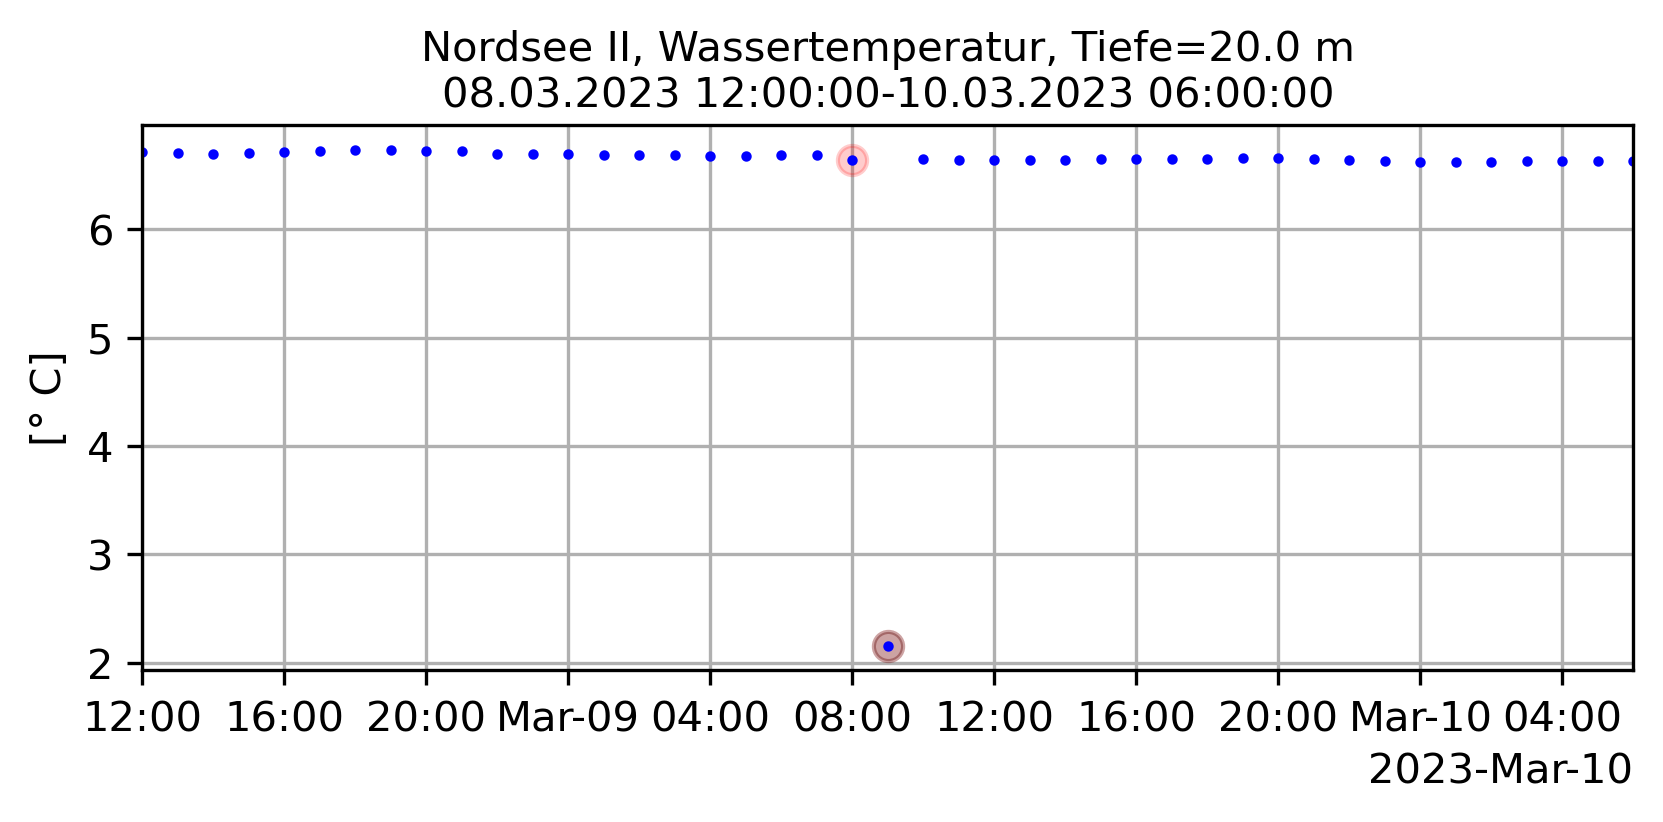 Nordsee II, Wassertemperatur, Tiefe=20.0 m
08.03.2023 12:00:00-10.03.2023 06:00:00
[° C]
6
5
4
3
2
12:00 16:00 20:00 Mar-09 04:00 08:00 12:00 16:00 20:00 Mar-10 04:00
2023-Mar-10